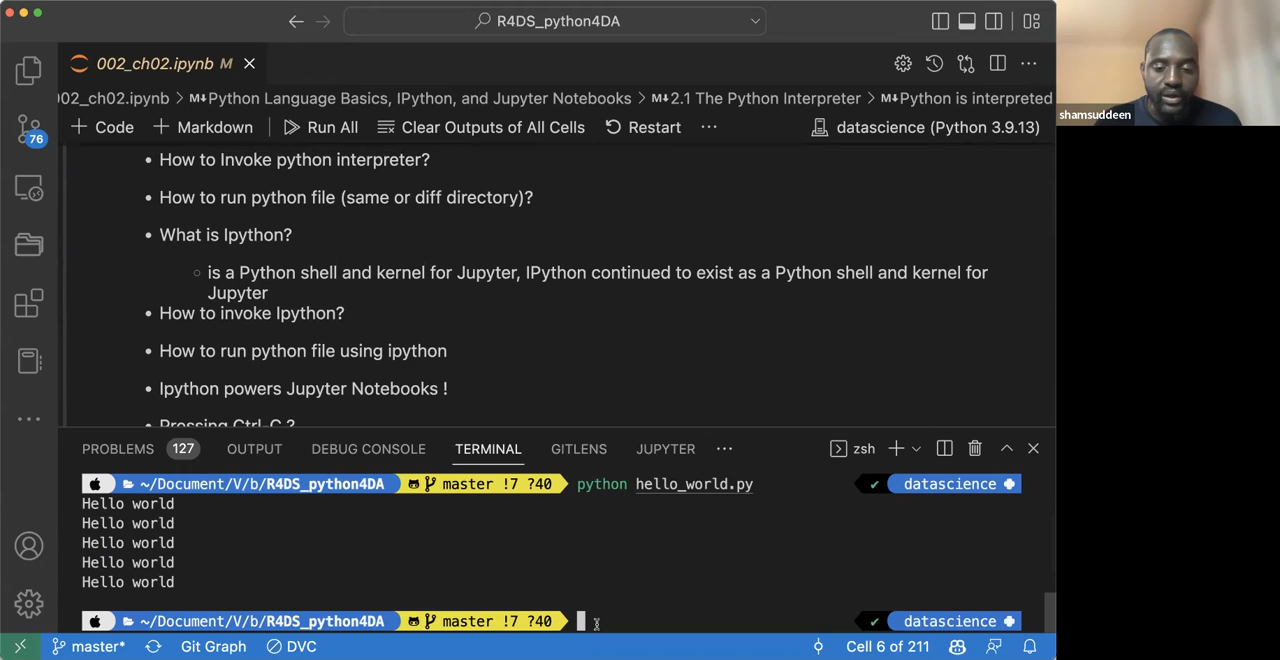 R4DS_python4DA
002_ch02.ipynb M
02_ch02.ipynb > M↓Python Language Basics, IPython, and Jupyter Notebooks > M↓2.1 The Python Interpreter > M↓Python is interpreted
Code Markdown Run All Clear Outputs of All Cells Restart datascience (Python 3.9.13)
shamsuddeen
76
• How to Invoke python interpreter?
• How to run python file (same or diff directory)?
• What is Ipython?
◦ is a Python shell and kernel for Jupyter, IPython continued to exist as a Python shell and kernel for
Jupyter
• How to invoke Ipython?
• How to run python file using ipython
• Ipython powers Jupyter Notebooks !
• Pressing Ctrl-C ?
PROBLEMS 127 OUTPUT DEBUG CONSOLE TERMINAL GITLENS JUPYTER zsh
~/Document/V/b/R4DS_python4DA master !7 ?40 python hello_world.py ✔ datascience
Hello world
Hello world
Hello world
Hello world
Hello world
~/Document/V/b/R4DS_python4DA master !7 ?40 ✔ datascience
master* Git Graph DVC Cell 6 of 211